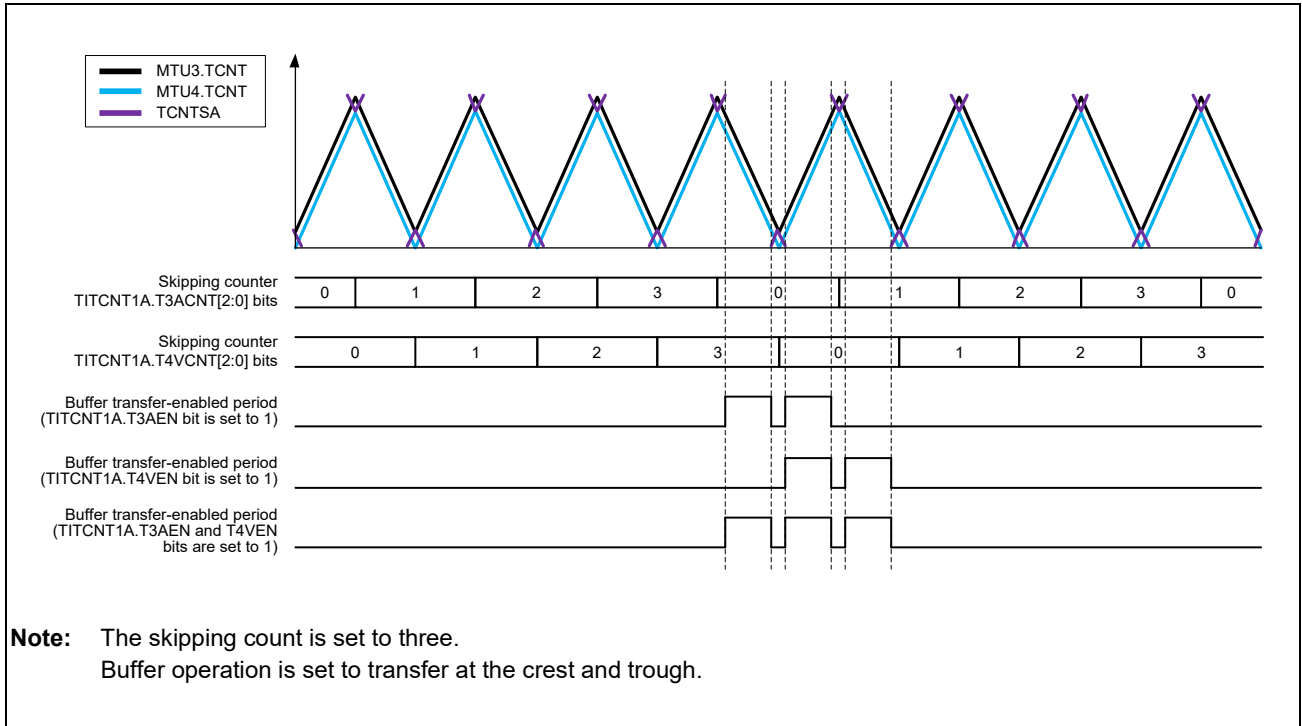 MTU3.TCNT
MTU4.TCNT
TCNTSA
Skipping counter
TITCNT1A.T3ACNT[2:0] bits
0 1 2 3 0 1 2 3 0
Skipping counter
TITCNT1A.T4VCNT[2:0] bits
0 1 2 3 0 1 2 3
Buffer transfer-enabled period
(TITCNT1A.T3AEN bit is set to 1)
Buffer transfer-enabled period
(TITCNT1A.T4VEN bit is set to 1)
Buffer transfer-enabled period
(TITCNT1A.T3AEN and T4VEN
bits are set to 1)
Note: The skipping count is set to three.
Buffer operation is set to transfer at the crest and trough.